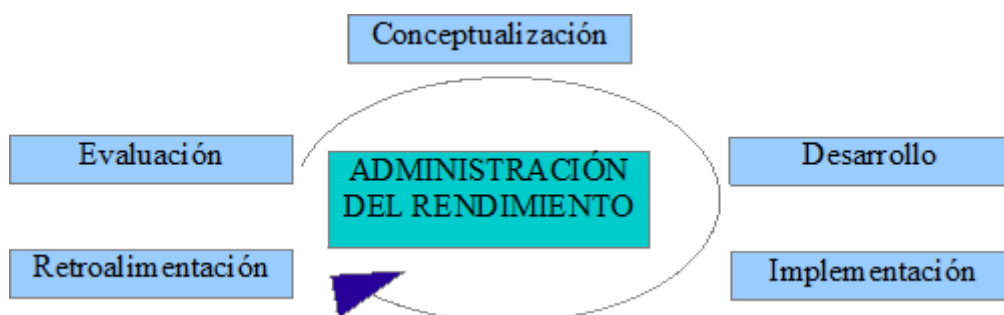 Conceptualización
Evaluación
ADMINISTRACIÓN
DEL RENDIMIENTO
Desarrollo
Retroalimentación
Implementación